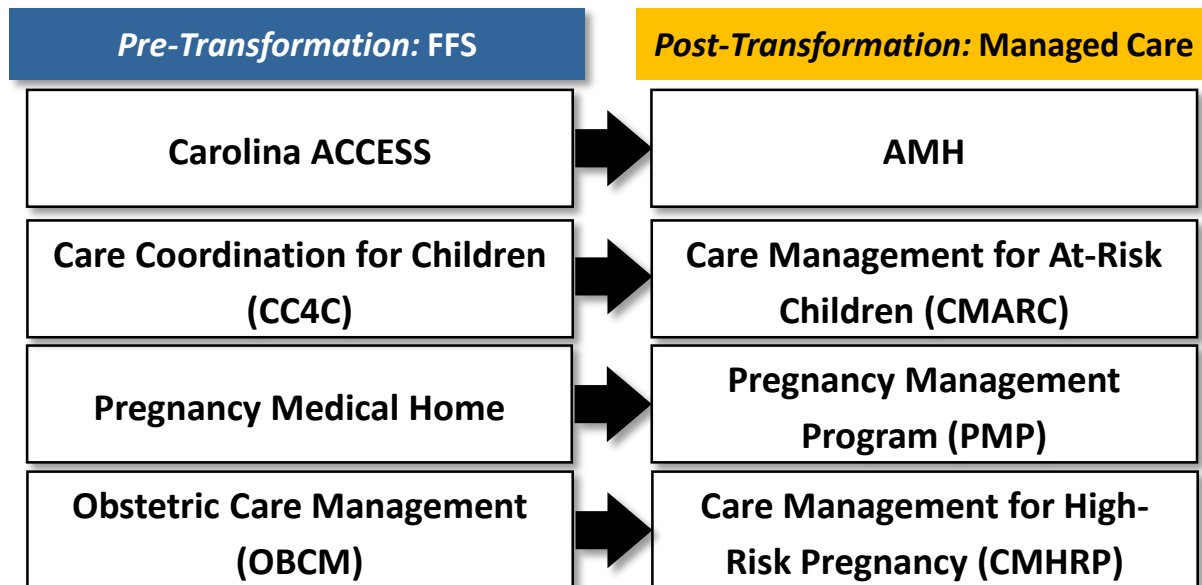 Pre-Transformation: FFS
Post-Transformation: Managed Care
Carolina ACCESS
AMH
Care Coordination for Children
(CC4C)
Care Management for At-Risk
Children (CMARC)
Pregnancy Medical Home
Pregnancy Management
Program (PMP)
Obstetric Care Management
(OBCM)
Care Management for High-
Risk Pregnancy (CMHRP)